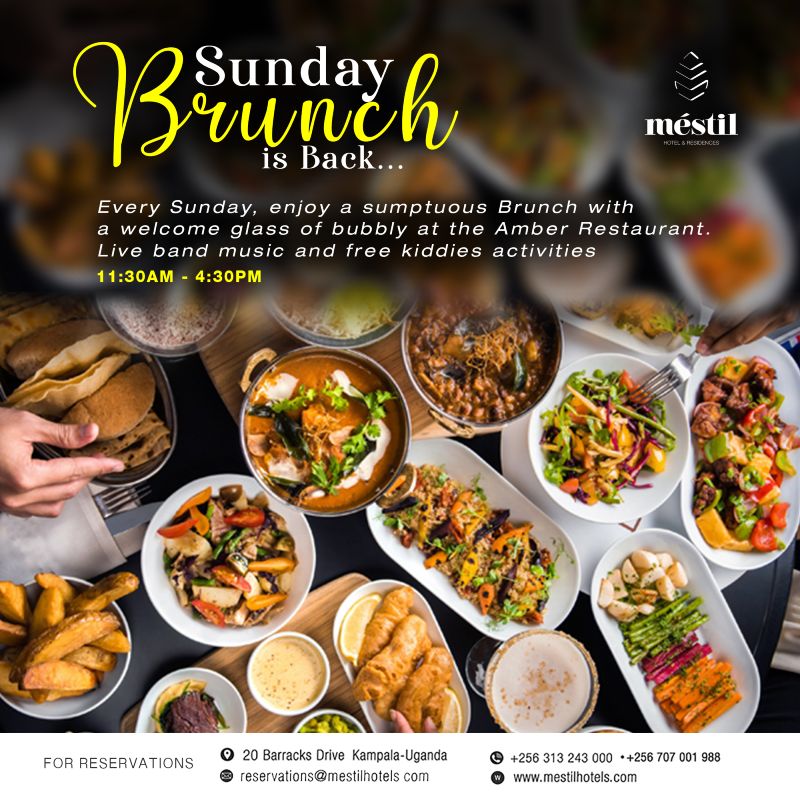 Sunday
Brunch
is Back...
méstil
HOTEL & RESIDENCES
Every Sunday, enjoy a sumptuous Brunch with
a welcome glass of bubbly at the Amber Restaurant.
Live band music and free kiddies activities
11:30AM - 4:30PM
FOR RESERVATIONS
20 Barracks Drive Kampala-Uganda
reservations@mestilhotels.com
+256 313 243 000 •+256 707 001 988
www.mestilhotels.com